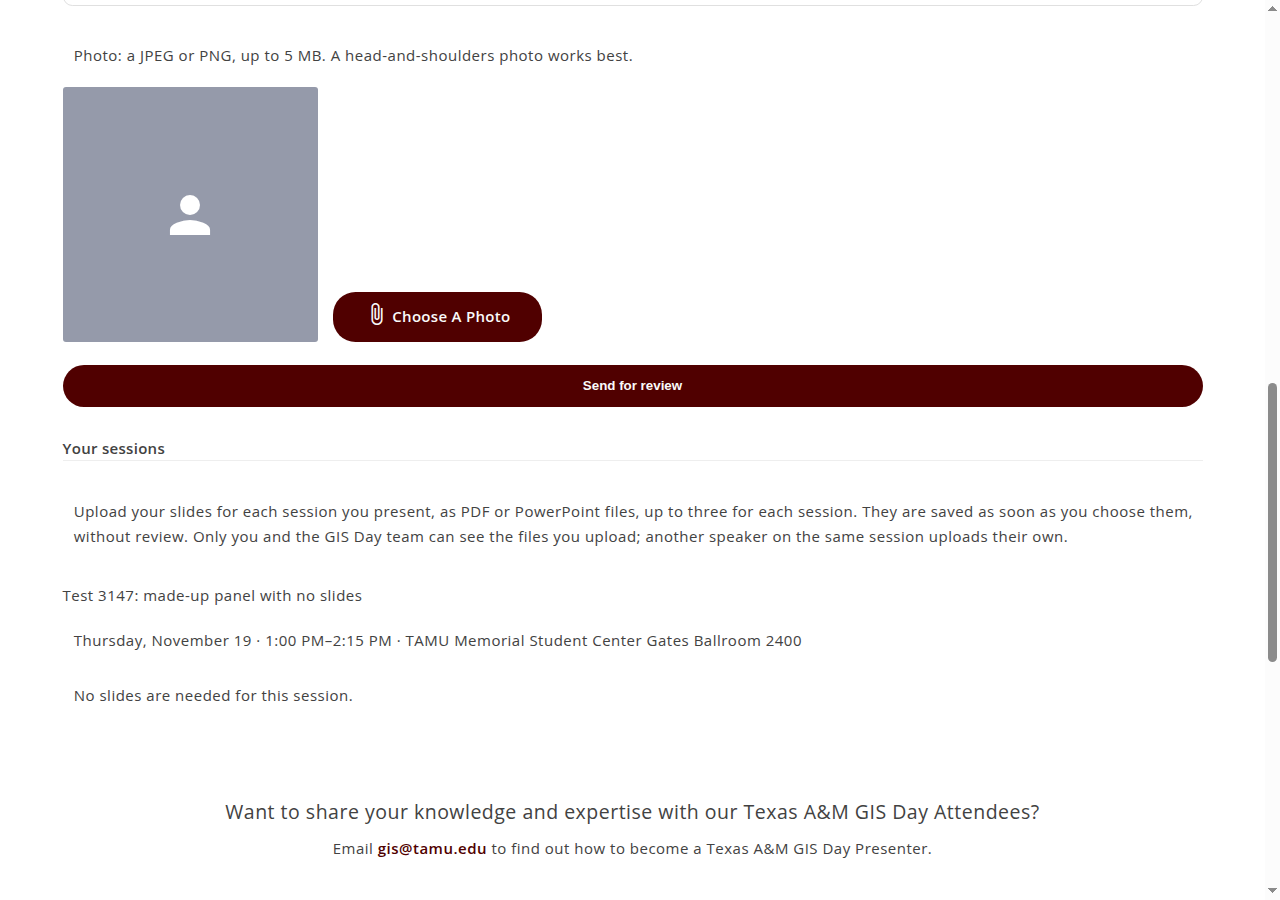 Photo: a JPEG or PNG, up to 5 MB. A head-and-shoulders photo works best.
Choose A Photo
Send for review
Your sessions
Upload your slides for each session you present, as PDF or PowerPoint files, up to three for each session. They are saved as soon as you choose them,
without review. Only you and the GIS Day team can see the files you upload; another speaker on the same session uploads their own.
Test 3147: made-up panel with no slides
Thursday, November 19 · 1:00 PM–2:15 PM · TAMU Memorial Student Center Gates Ballroom 2400
No slides are needed for this session.
Want to share your knowledge and expertise with our Texas A&M GIS Day Attendees?
Email gis@tamu.edu to find out how to become a Texas A&M GIS Day Presenter.